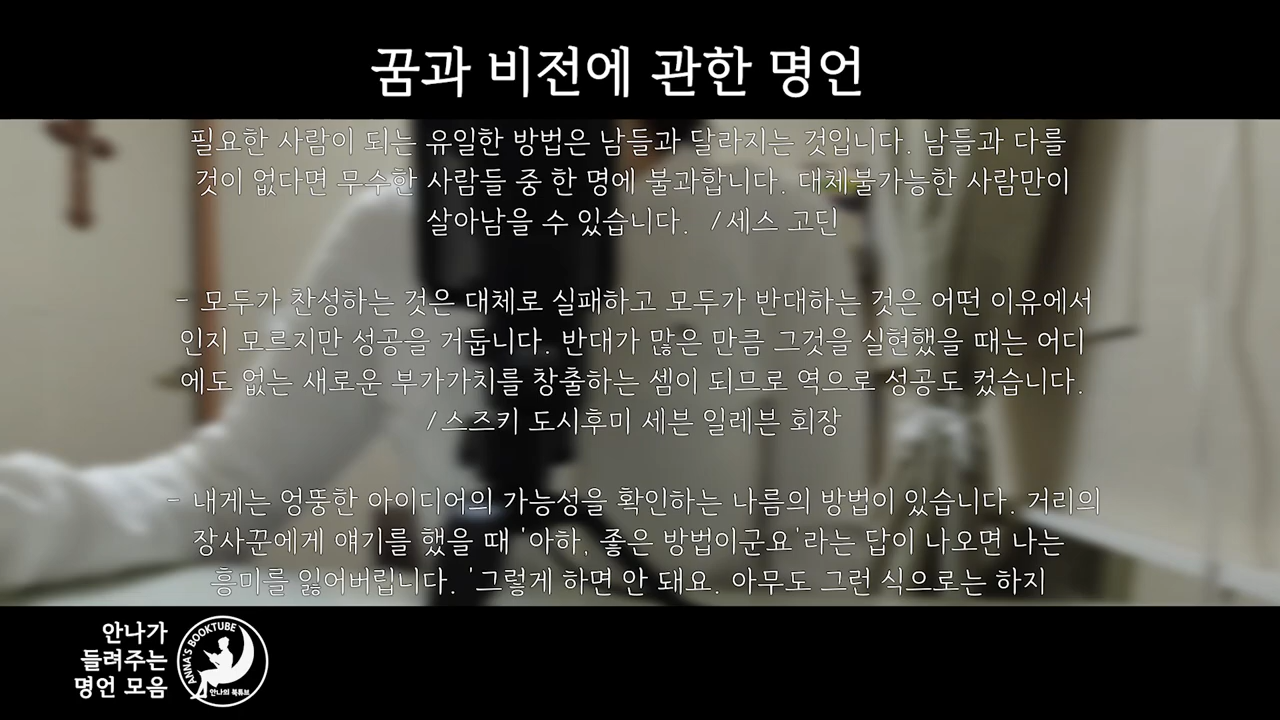 꿈과 비전에 관한 명언
필요한 사람이 되는 유일한 방법은 남들과 달라지는 것입니다. 남들과 다를
것이 없다면 무수한 사람들 중 한 명에 불과합니다. 대체불가능한 사람만이
살아남을 수 있습니다. /세스 고딘
- 모두가 찬성하는 것은 대체로 실패하고 모두가 반대하는 것은 어떤 이유에서
인지 모르지만 성공을 거둡니다. 반대가 많은 만큼 그것을 실현했을 때는 어디
에도 없는 새로운 부가가치를 창출하는 셈이 되므로 역으로 성공도 컸습니다.
/스즈키 도시후미 세븐 일레븐 회장
- 내게는 엉뚱한 아이디어의 가능성을 확인하는 나름의 방법이 있습니다. 거리의
장사꾼에게 얘기를 했을 때 '아하, 좋은 방법이군요'라는 답이 나오면 나는
흥미를 잃어버립니다. '그렇게 하면 안 돼요. 아무도 그런 식으로는 하지
안나가
들려주는
명언 모음
ANNA'S BOOKTUBE
안나의 북튜브